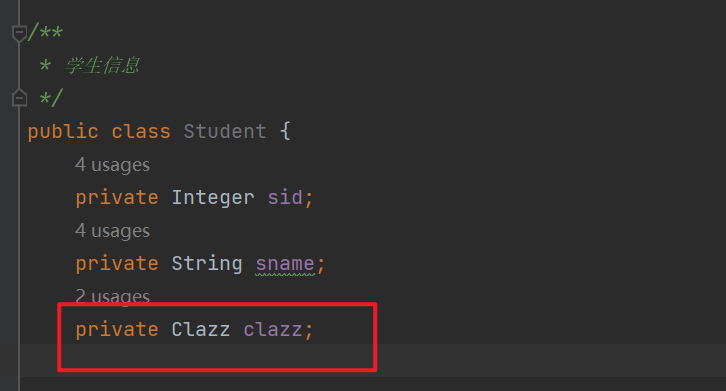 /**
* 学生信息
*/
public class Student {
4 usages
private Integer sid;
4 usages
private String sname;
2 usages
private Clazz clazz;